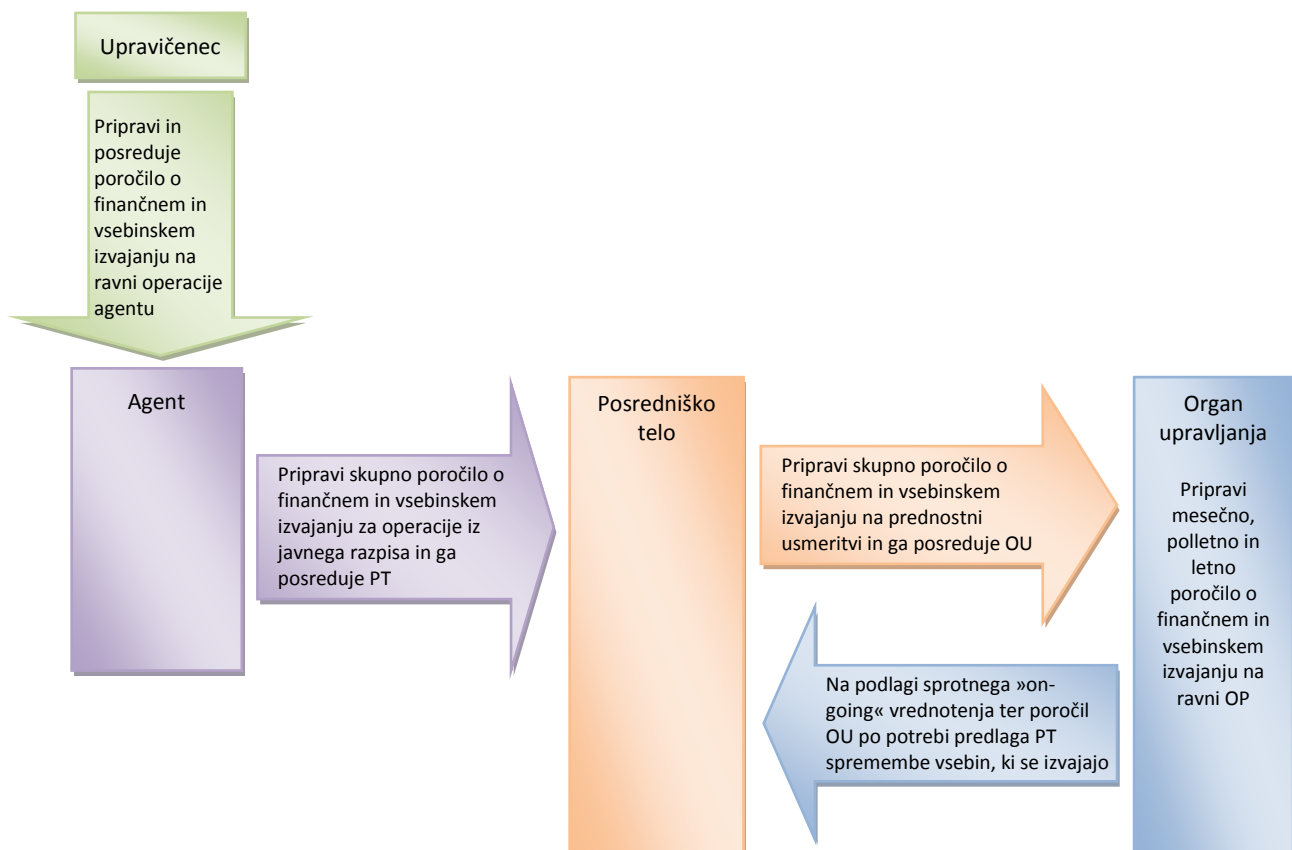 Upravičenec
Pripravi in
posreduje
poročilo o
finančnem in
vsebinskem
izvajanju na
ravni operacije
agentu
Agent
Pripravi skupno poročilo o
finančnem in vsebinskem
izvajanju za operacije iz
javnega razpisa in ga
posreduje PT
Posredniško
telo
Pripravi skupno poročilo o
finančnem in vsebinskem
izvajanju na prednostni
usmeritvi in ga posreduje OU
Organ
upravljanja
Pripravi
mesečno,
polletno in
letno
poročilo o
finančnem in
vsebinskem
izvajanju na
ravni OP
Na podlagi sprotnega »on-
going« vrednotenja ter poročil
OU po potrebi predlaga PT
spremembe vsebin, ki se izvajajo